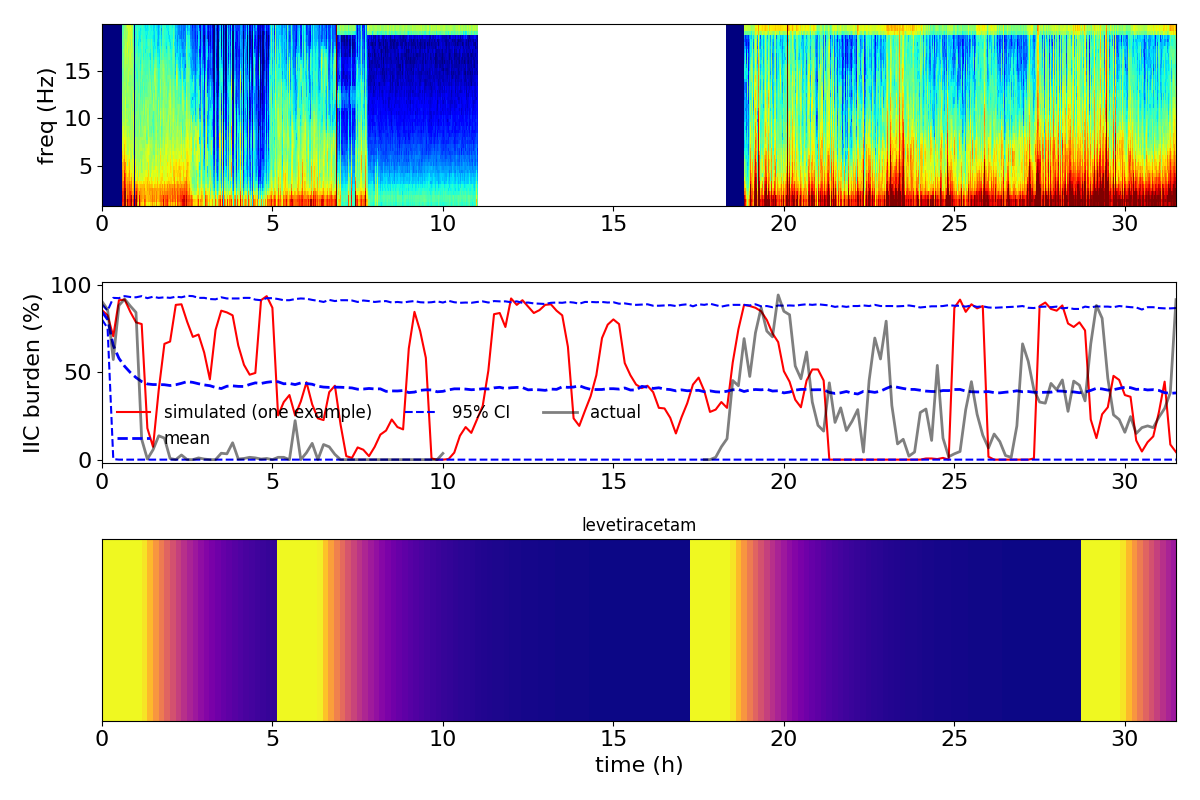 freq (Hz)
15
10
5
0 5 10 15 20 25 30
IIC burden (%)
100
50
0
simulated (one example)
mean
95% CI
actual
0 5 10 15 20 25 30
levetiracetam
0 5 10 15 20 25 30
time (h)